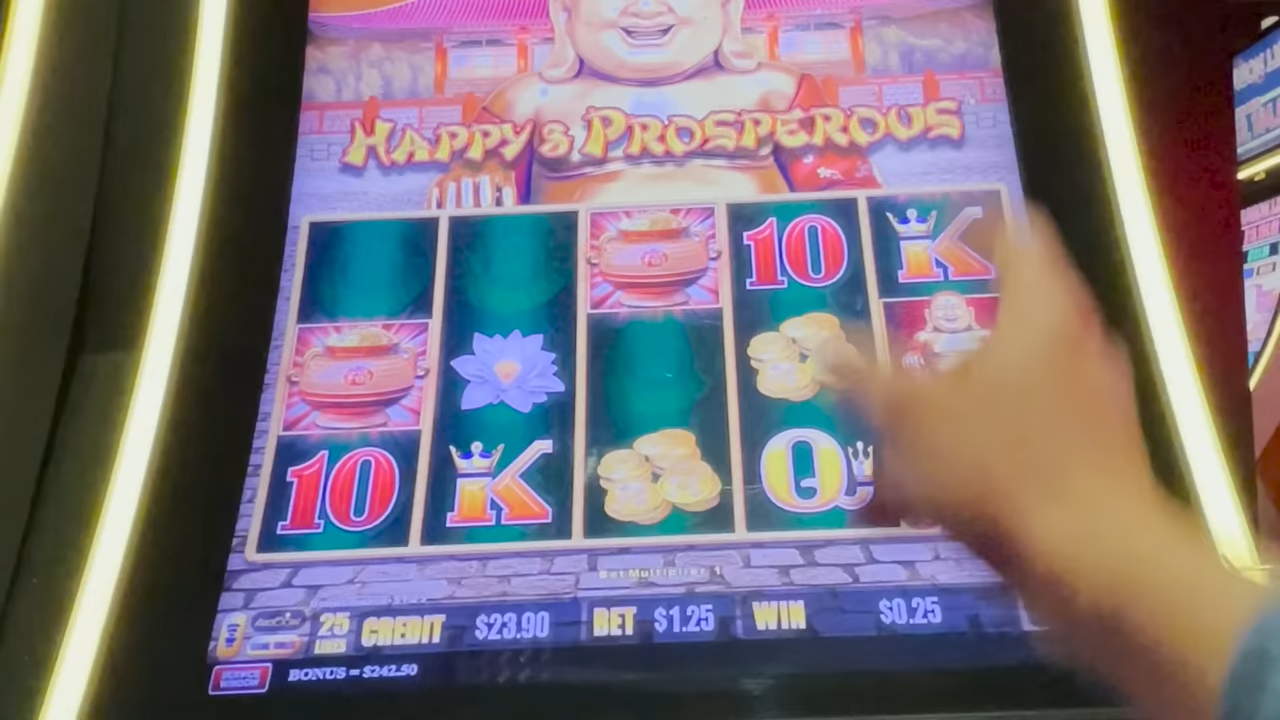 HAPPY & PROSPEROUS
10 K
10 K Q
Bet Multiplier 1
25 LINES CREDIT $23.90 BET $1.25 WIN $0.25
BONUS = $242.50